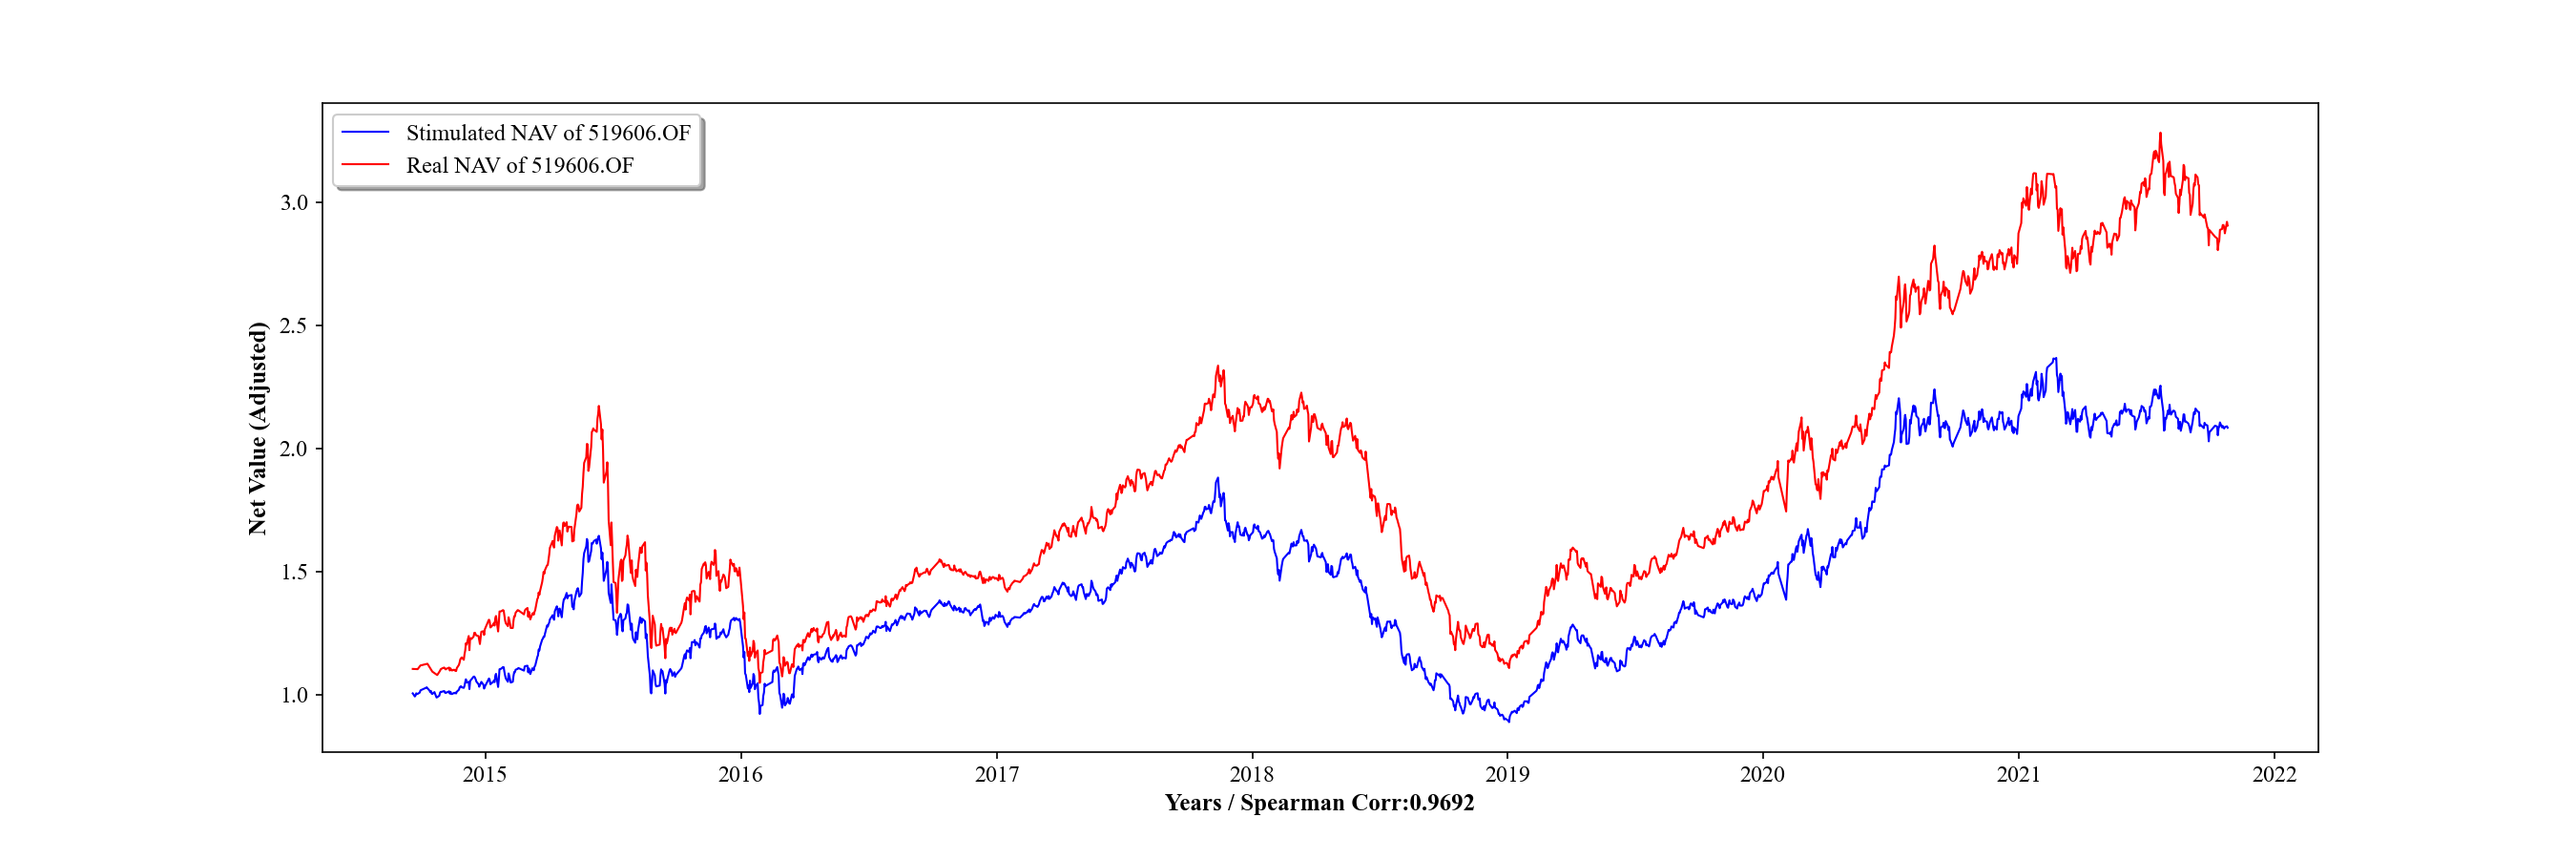 Stimulated NAV of 519606.OF
Real NAV of 519606.OF
3.0
2.5
2.0
1.5
1.0
Net Value (Adjusted)
2015 2016 2017 2018 2019 2020 2021 2022
Years / Spearman Corr:0.9692